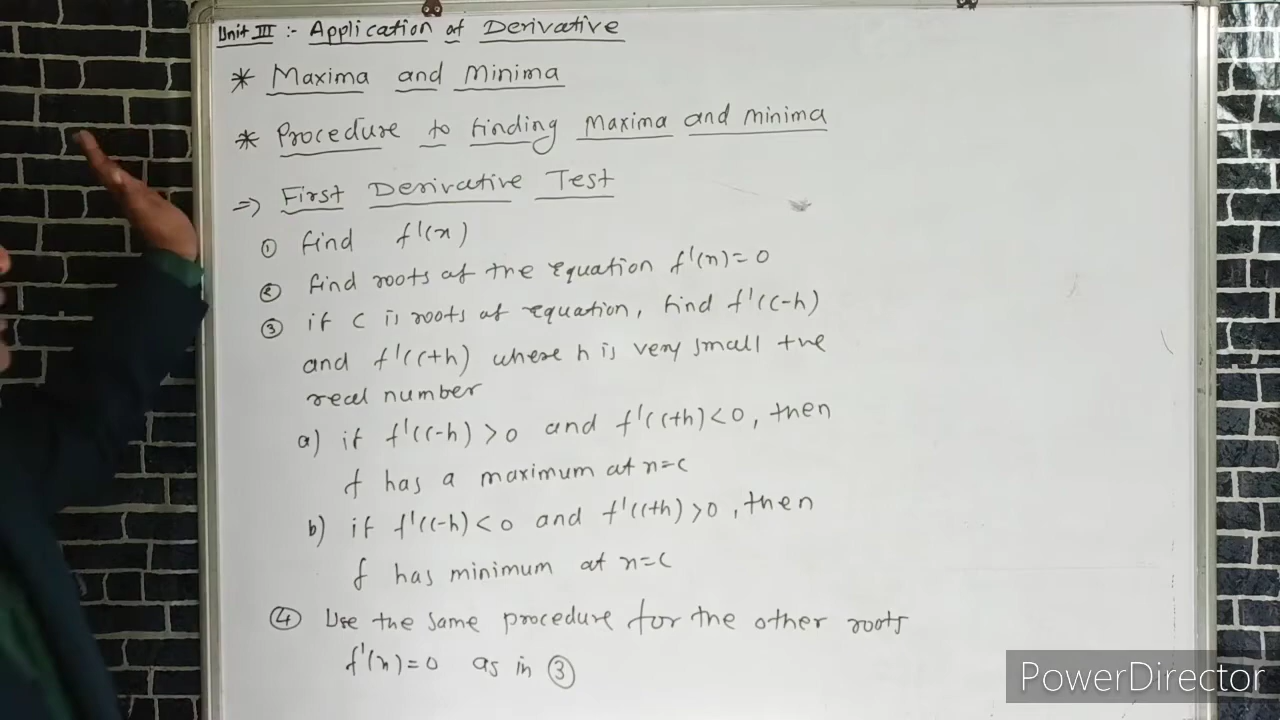 Unit III :- Application of Derivative
* Maxima and Minima
* Procedure to finding Maxima and minima
=> First Derivative Test
① find f'(x)
② find roots of the equation f'(x)=0
③ if c is roots of equation, find f'(c-h)
and f'(c+h) where h is very small +ve
real number
a) if f'(c-h) >0 and f'(c+h)<0, then
f has a maximum at x=c
b) if f'(c-h)<0 and f'(c+h)>0, then
f has minimum at x=c
④ Use the same procedure for the other roots
f'(x)=0 as in ③
PowerDirector